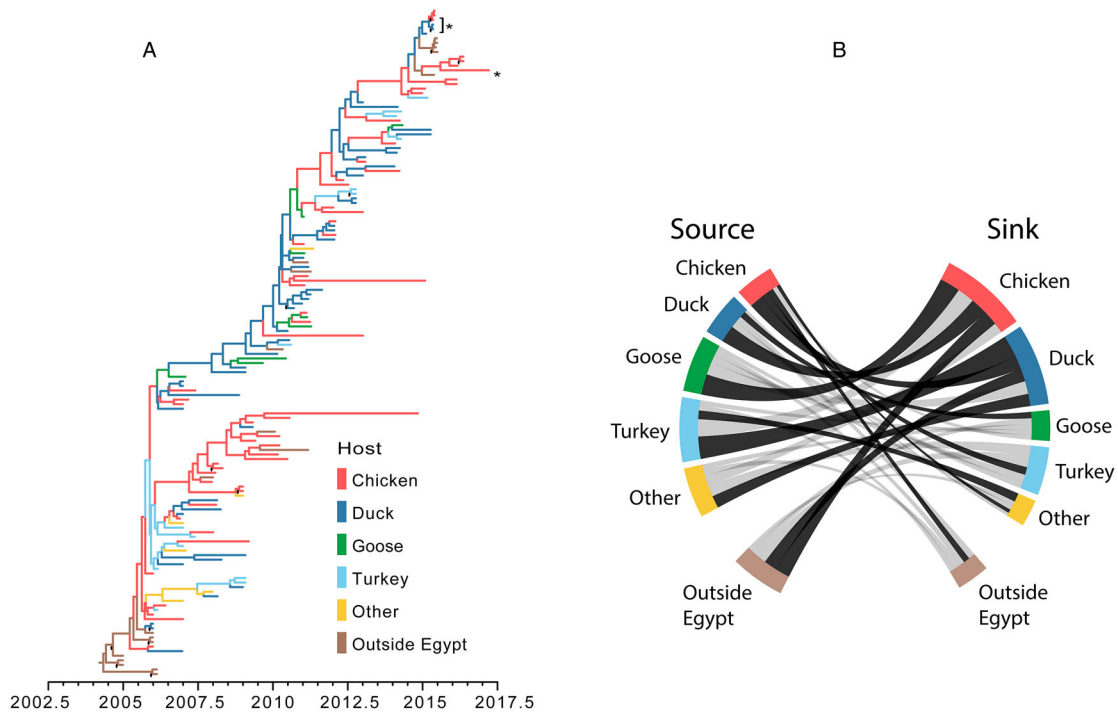 A
B
]*
*
Host
Chicken
Duck
Goose
Turkey
Other
Outside Egypt
2002.5 2005 2007.5 2010 2012.5 2015 2017.5
Source
Chicken
Duck
Goose
Turkey
Other
Outside
Egypt
Sink
Chicken
Duck
Goose
Turkey
Other
Outside
Egypt